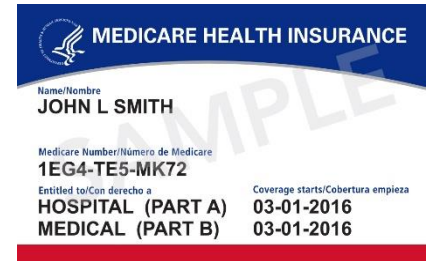 MEDICARE HEALTH INSURANCE
Name/Nombre
JOHN L SMITH
Medicare Number/Número de Medicare
1EG4-TE5-MK72
Entitled to/Con derecho a Coverage starts/Cobertura empieza
HOSPITAL (PART A) 03-01-2016
MEDICAL (PART B) 03-01-2016
SAMPLE